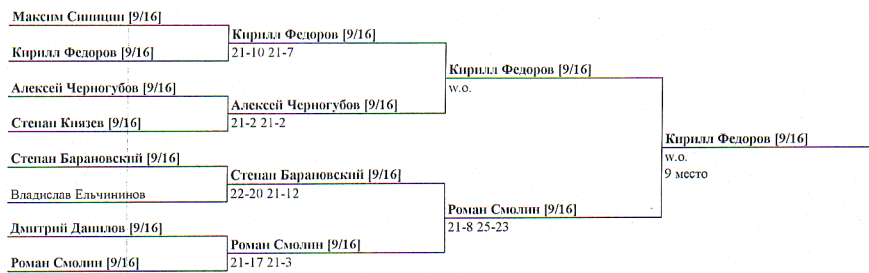 Максим Синицин [9/16]
Кирилл Федоров [9/16]
Кирилл Федоров [9/16]
21-10 21-7
Алексей Черногубов [9/16]
Степан Князев [9/16]
Алексей Черногубов [9/16]
21-2 21-2
Кирилл Федоров [9/16]
w.o.
Степан Барановский [9/16]
Владислав Ельчининов
Степан Барановский [9/16]
22-20 21-12
Дмитрий Данилов [9/16]
Роман Смолин [9/16]
Роман Смолин [9/16]
21-17 21-3
Роман Смолин [9/16]
21-8 25-23
Кирилл Федоров [9/16]
w.o.
9 место